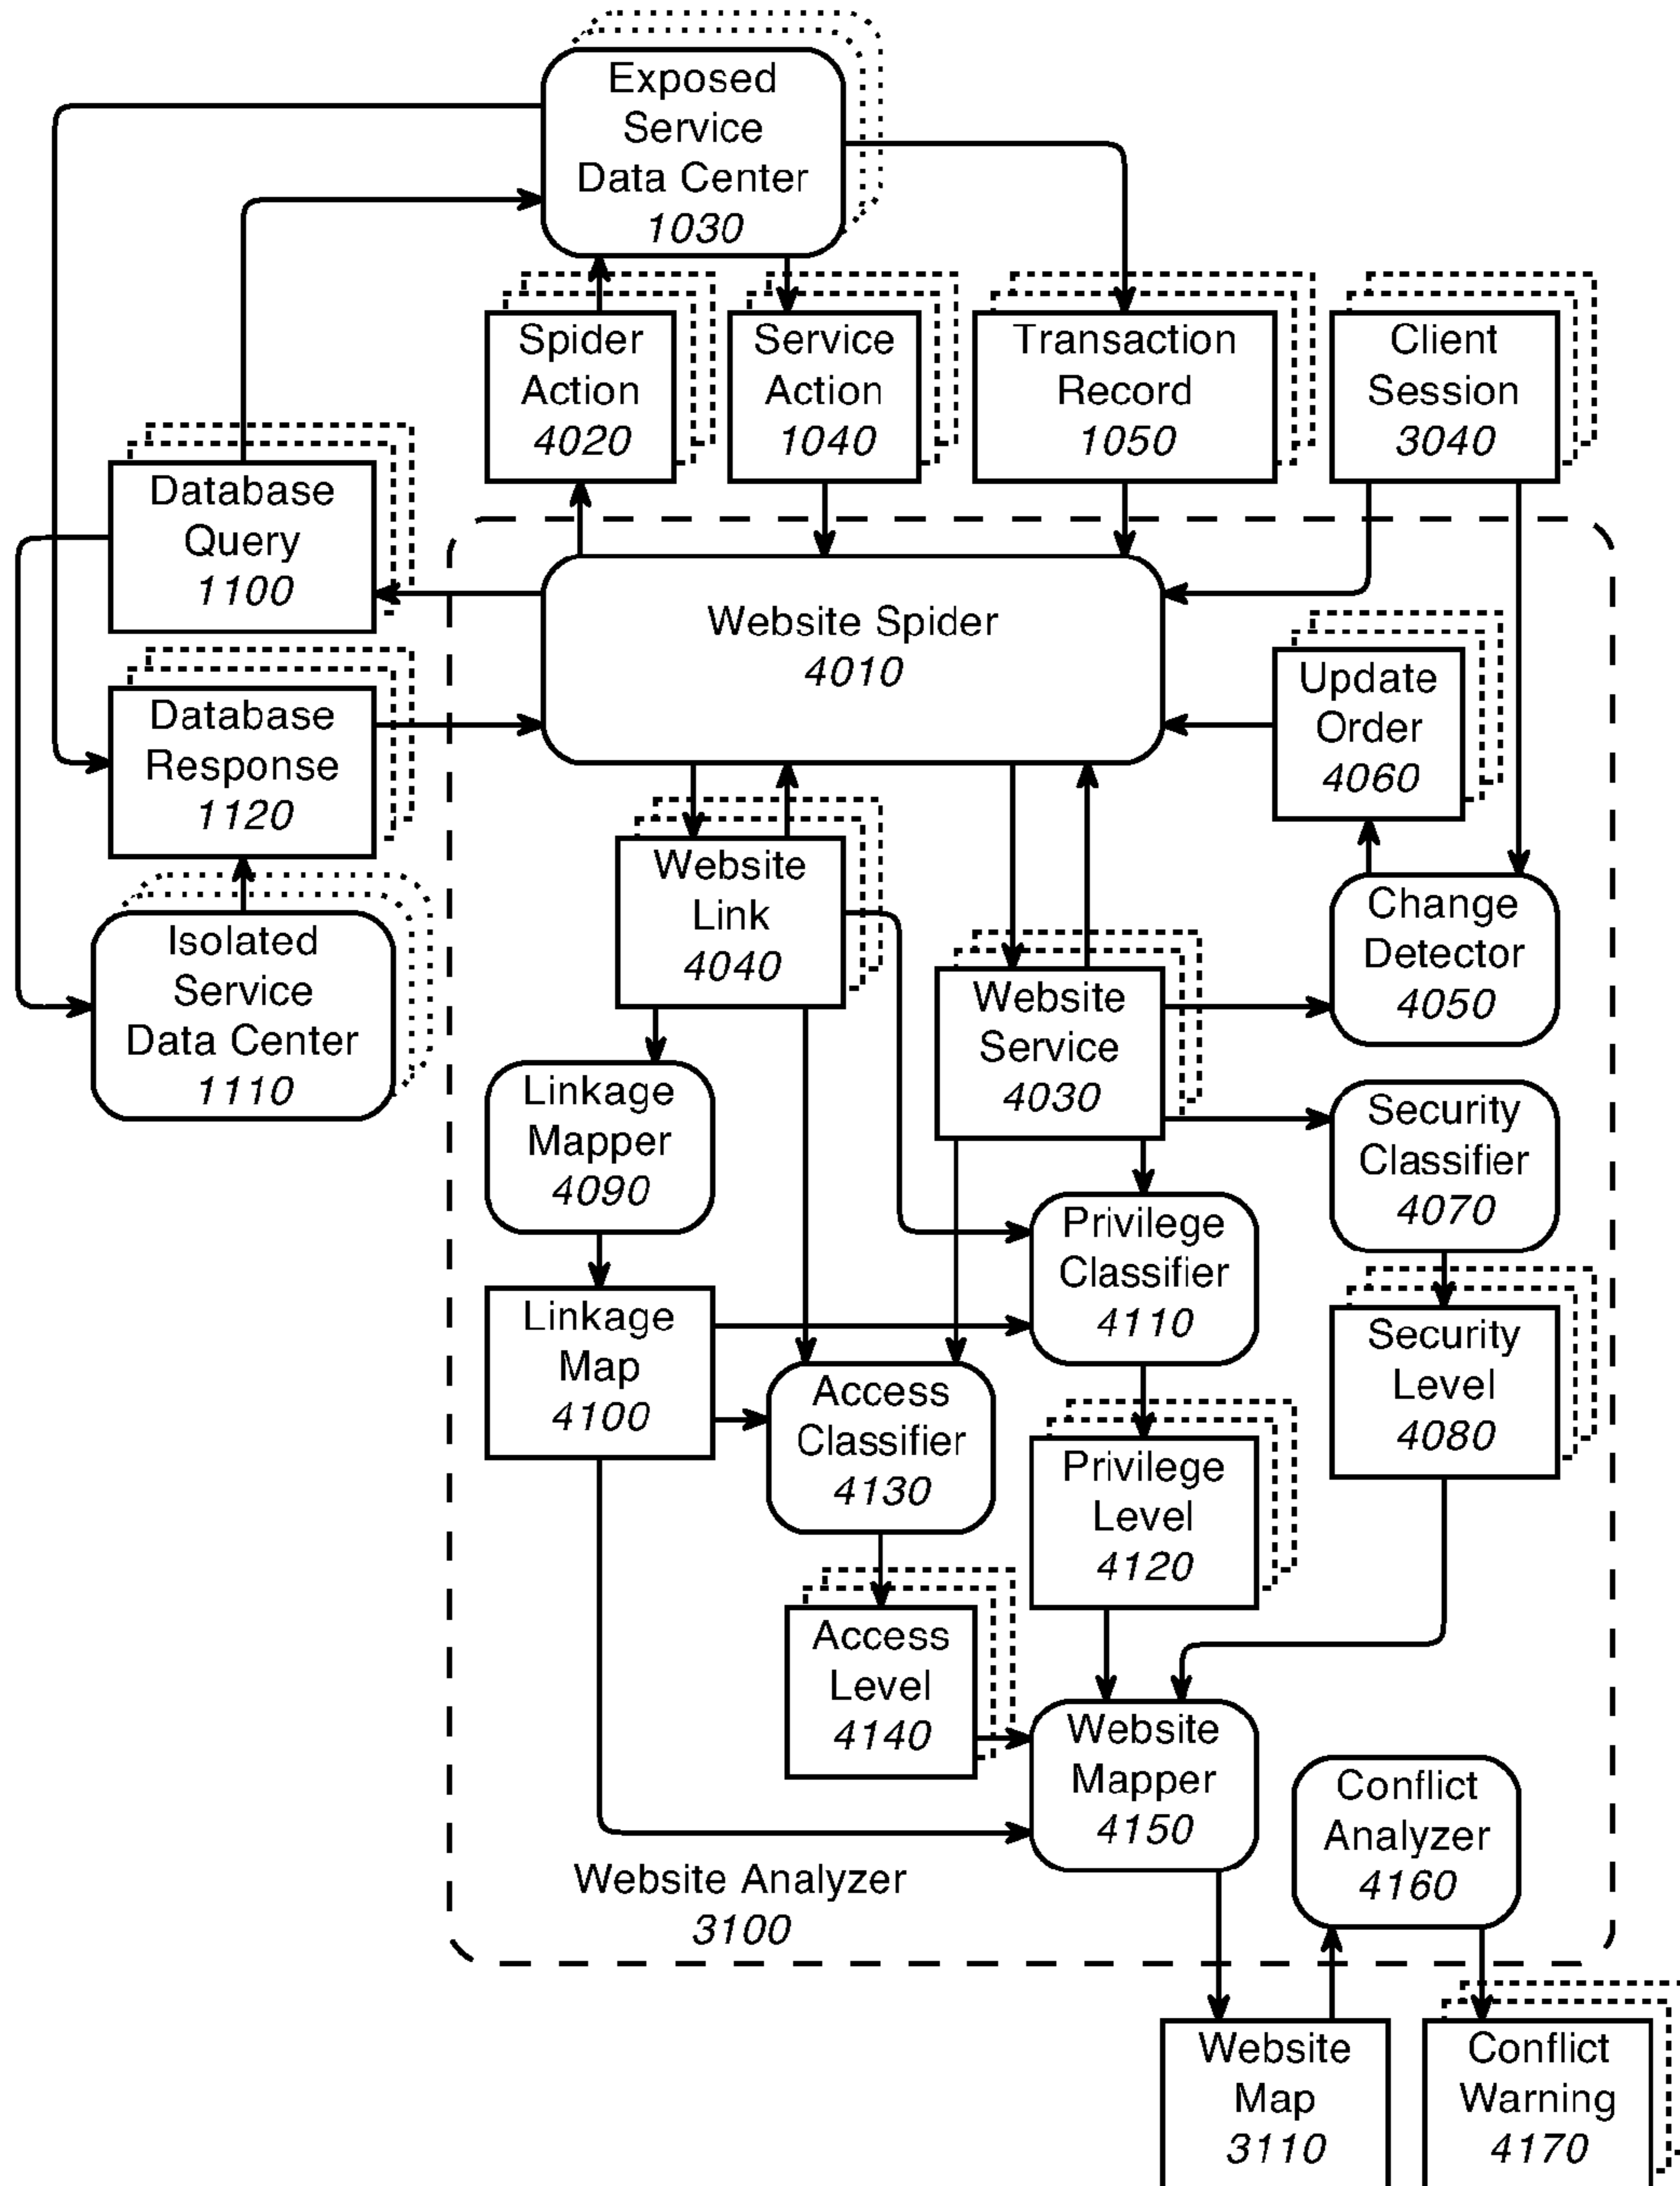 Exposed
Service
Data Center
1030
Spider
Action
4020
Service
Action
1040
Transaction
Record
1050
Client
Session
3040
Database
Query
1100
Website Spider
4010
Update
Order
4060
Database
Response
1120
Website
Link
4040
Change
Detector
4050
Isolated
Service
Data Center
1110
Website
Service
4030
Linkage
Mapper
4090
Security
Classifier
4070
Privilege
Classifier
4110
Linkage
Map
4100
Security
Level
4080
Access
Classifier
4130
Privilege
Level
4120
Access
Level
4140
Website
Mapper
4150
Conflict
Analyzer
4160
Website Analyzer
3100
Website
Map
3110
Conflict
Warning
4170